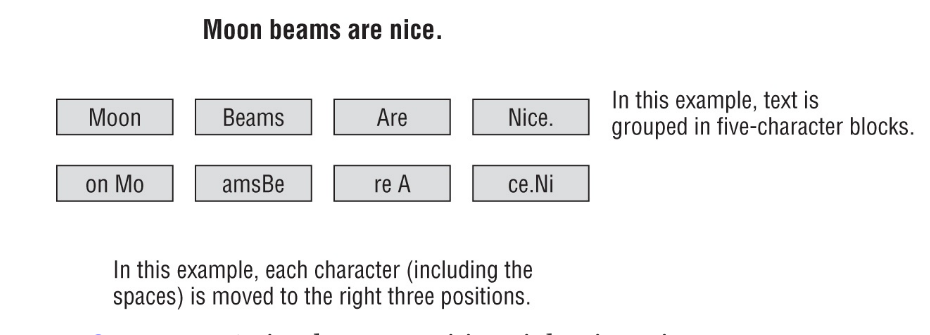 Moon beams are nice.
Moon Beams Are Nice.
In this example, text is
grouped in five-character blocks.
on Mo amsBe re A ce.Ni
In this example, each character (including the
spaces) is moved to the right three positions.